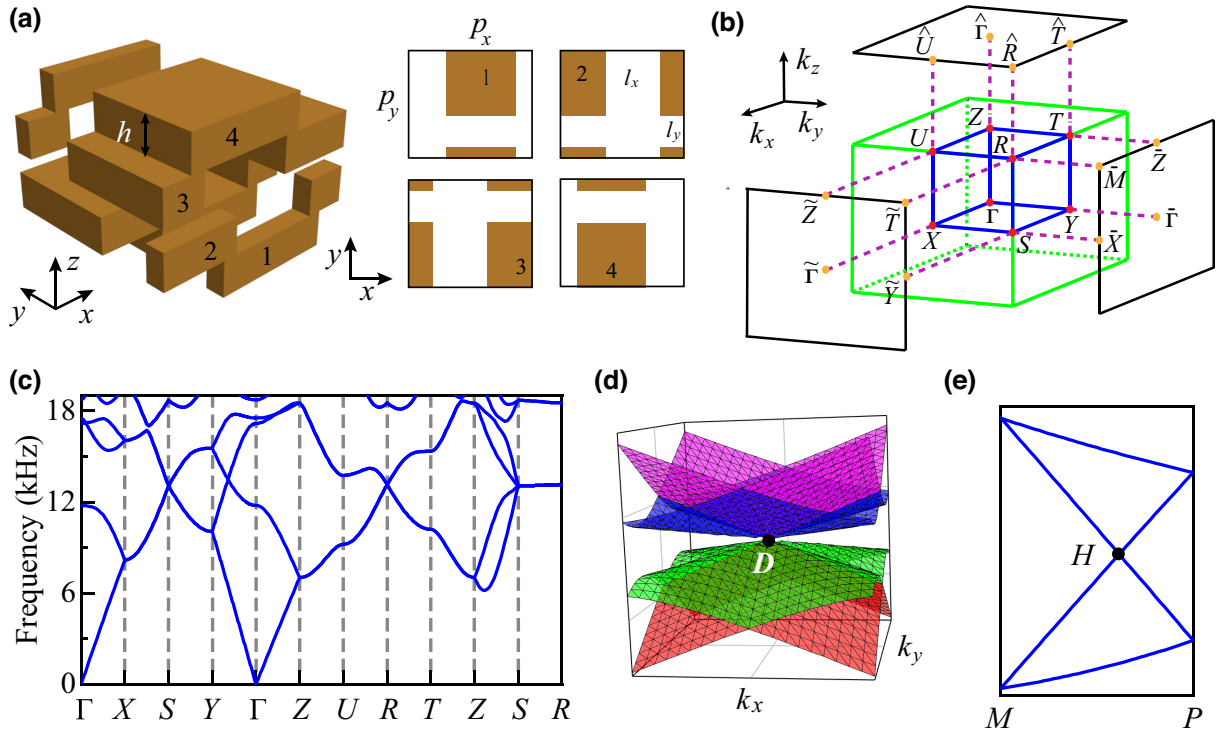 (a)
h
4
3
2
1
z
y
x
p_x
p_y
1
2
l_x
l_y
3
4
y
x
(b)
k_z
k_x
k_y
Û
Γ̂
R̂
T̂
Z
T
U
R
Z̄
M̄
Z̃
T̃
Γ
Y
Γ̄
X
S
X̄
Γ̃
Ỹ
(c)
18
12
6
0
Frequency (kHz)
Γ X S Y Γ Z U R T Z S R
(d)
D
k_x
k_y
(e)
H
M P